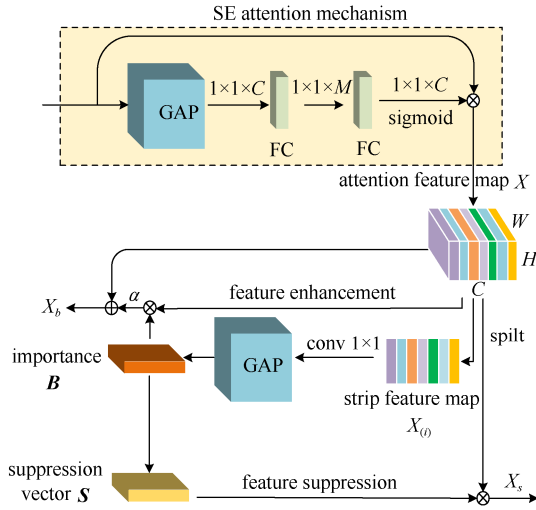 SE attention mechanism
GAP
1×1×C
FC
1×1×M
FC
1×1×C
sigmoid
attention feature map X
W
H
C
X_b
α
feature enhancement
spilt
importance
B
GAP
conv 1×1
strip feature map
X_(i)
suppression
vector S
feature suppression
X_s